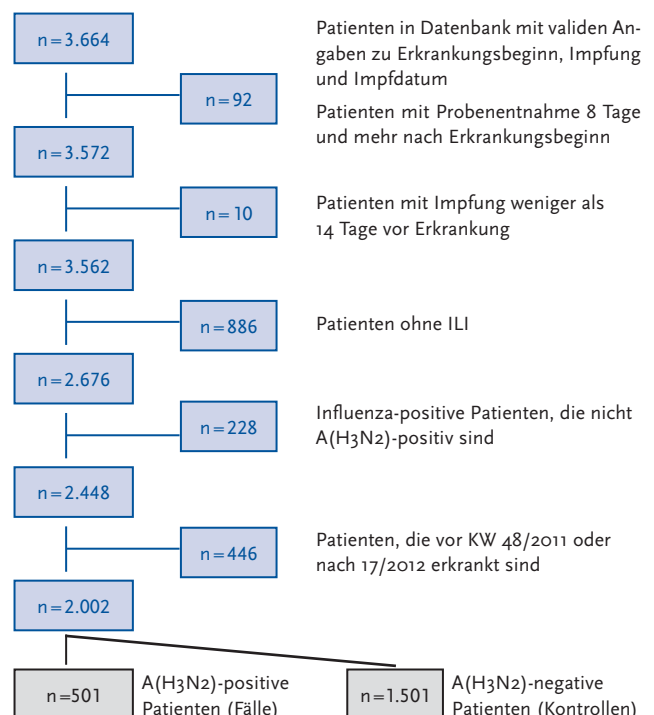 n=3.664
Patienten in Datenbank mit validen An-
gaben zu Erkrankungsbeginn, Impfung
und Impfdatum
n=92
Patienten mit Probenentnahme 8 Tage
und mehr nach Erkrankungsbeginn
n=3.572
n=10
Patienten mit Impfung weniger als
14 Tage vor Erkrankung
n=3.562
n=886
Patienten ohne ILI
n=2.676
n=228
Influenza-positive Patienten, die nicht
A(H3N2)-positiv sind
n=2.448
n=446
Patienten, die vor KW 48/2011 oder
nach 17/2012 erkrankt sind
n=2.002
n=501
A(H3N2)-positive
Patienten (Fälle)
n=1.501
A(H3N2)-negative
Patienten (Kontrollen)